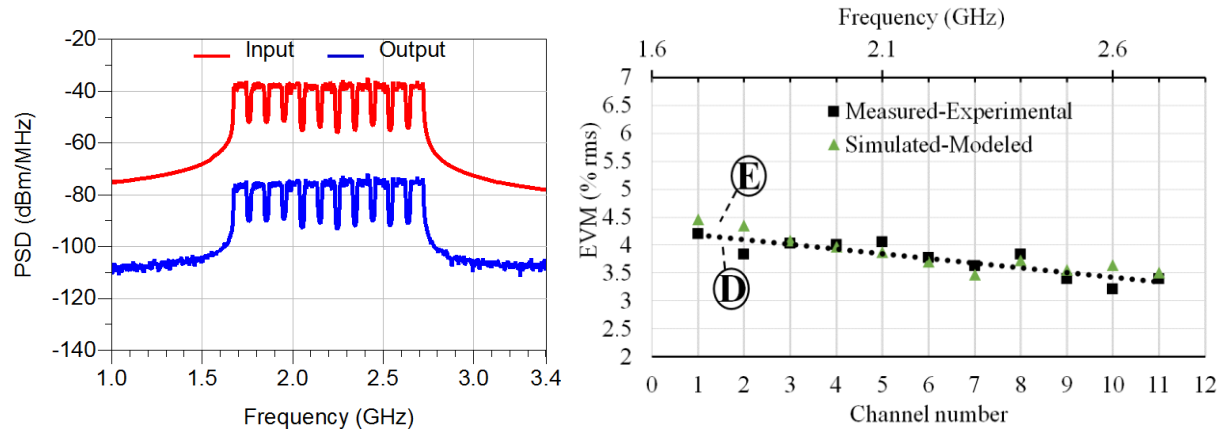 -20
-40
-60
-80
-100
-120
-140
PSD (dBm/MHz)
Input
Output
1.0
1.5
2.0
2.5
3.0
3.4
Frequency (GHz)
Frequency (GHz)
1.6
2.1
2.6
7
6.5
6
5.5
5
4.5
4
3.5
3
2.5
2
EVM (% rms)
Measured-Experimental
Simulated-Modeled
E
D
0 1 2 3 4 5 6 7 8 9 10 11 12
Channel number